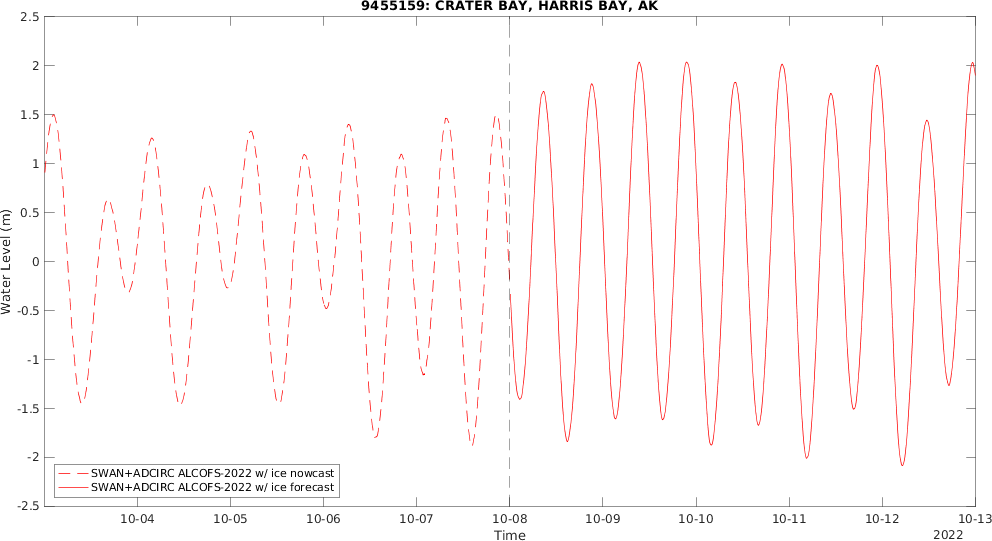 9455159: CRATER BAY, HARRIS BAY, AK
2.5
2
1.5
1
0.5
0
-0.5
-1
-1.5
-2
-2.5
Water Level (m)
SWAN+ADCIRC ALCOFS-2022 w/ ice nowcast
SWAN+ADCIRC ALCOFS-2022 w/ ice forecast
10-04 10-05 10-06 10-07 10-08 10-09 10-10 10-11 10-12 10-13
Time
2022